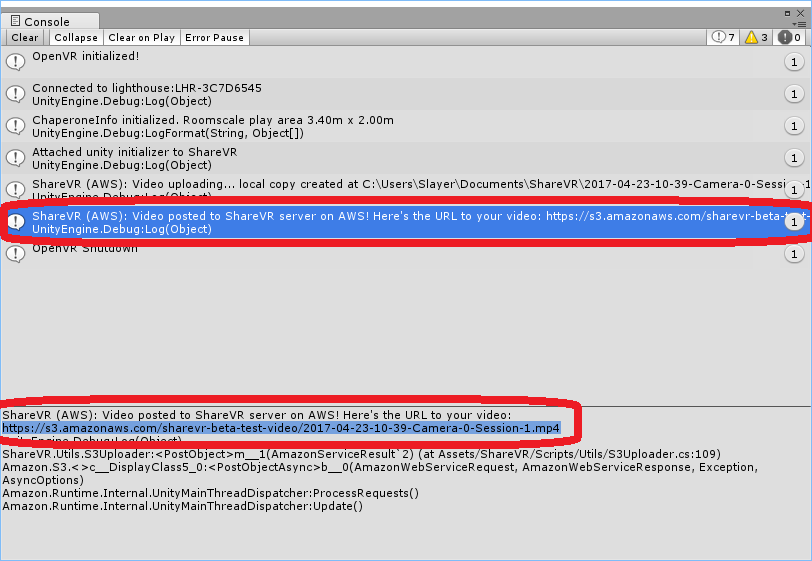 Console
Clear Collapse Clear on Play Error Pause 7 3 0
OpenVR initialized!
1
Connected to lighthouse:LHR-3C7D6545
UnityEngine.Debug:Log(Object)
1
ChaperoneInfo initialized. Roomscale play area 3.40m x 2.00m
UnityEngine.Debug:LogFormat(String, Object[])
1
Attached unity initializer to ShareVR
UnityEngine.Debug:Log(Object)
1
ShareVR (AWS): Video uploading... local copy created at C:\Users\Slayer\Documents\ShareVR\2017-04-23-10-39-Camera-0-Session-1
UnityEngine.Debug:Log(Object)
1
ShareVR (AWS): Video posted to ShareVR server on AWS! Here's the URL to your video: https://s3.amazonaws.com/sharevr-beta-test-
UnityEngine.Debug:Log(Object)
1
OpenVR Shutdown
1
ShareVR (AWS): Video posted to ShareVR server on AWS! Here's the URL to your video:
https://s3.amazonaws.com/sharevr-beta-test-video/2017-04-23-10-39-Camera-0-Session-1.mp4
UnityEngine.Debug:Log(Object)
ShareVR.Utils.S3Uploader:<PostObject>m__1(AmazonServiceResult`2) (at Assets/ShareVR/Scripts/Utils/S3Uploader.cs:109)
Amazon.S3.<>c__DisplayClass5_0:<PostObjectAsync>b__0(AmazonWebServiceRequest, AmazonWebServiceResponse, Exception,
AsyncOptions)
Amazon.Runtime.Internal.UnityMainThreadDispatcher:ProcessRequests()
Amazon.Runtime.Internal.UnityMainThreadDispatcher:Update()